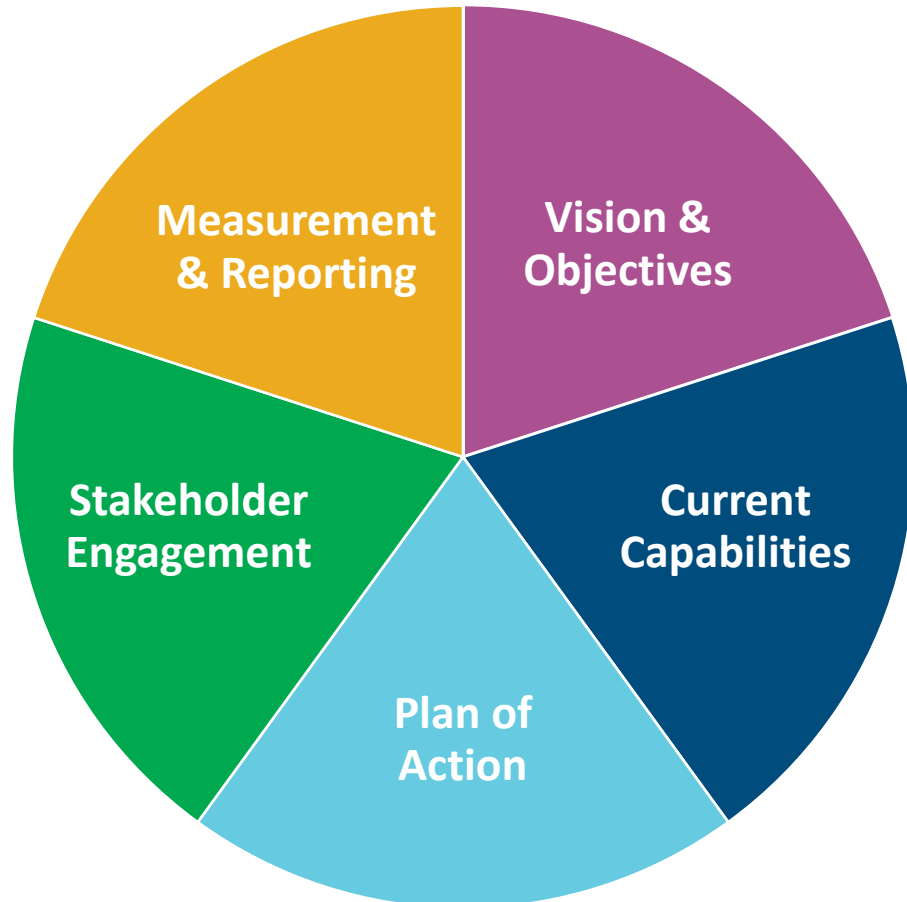 Measurement
& Reporting
Vision &
Objectives
Stakeholder
Engagement
Current
Capabilities
Plan of
Action